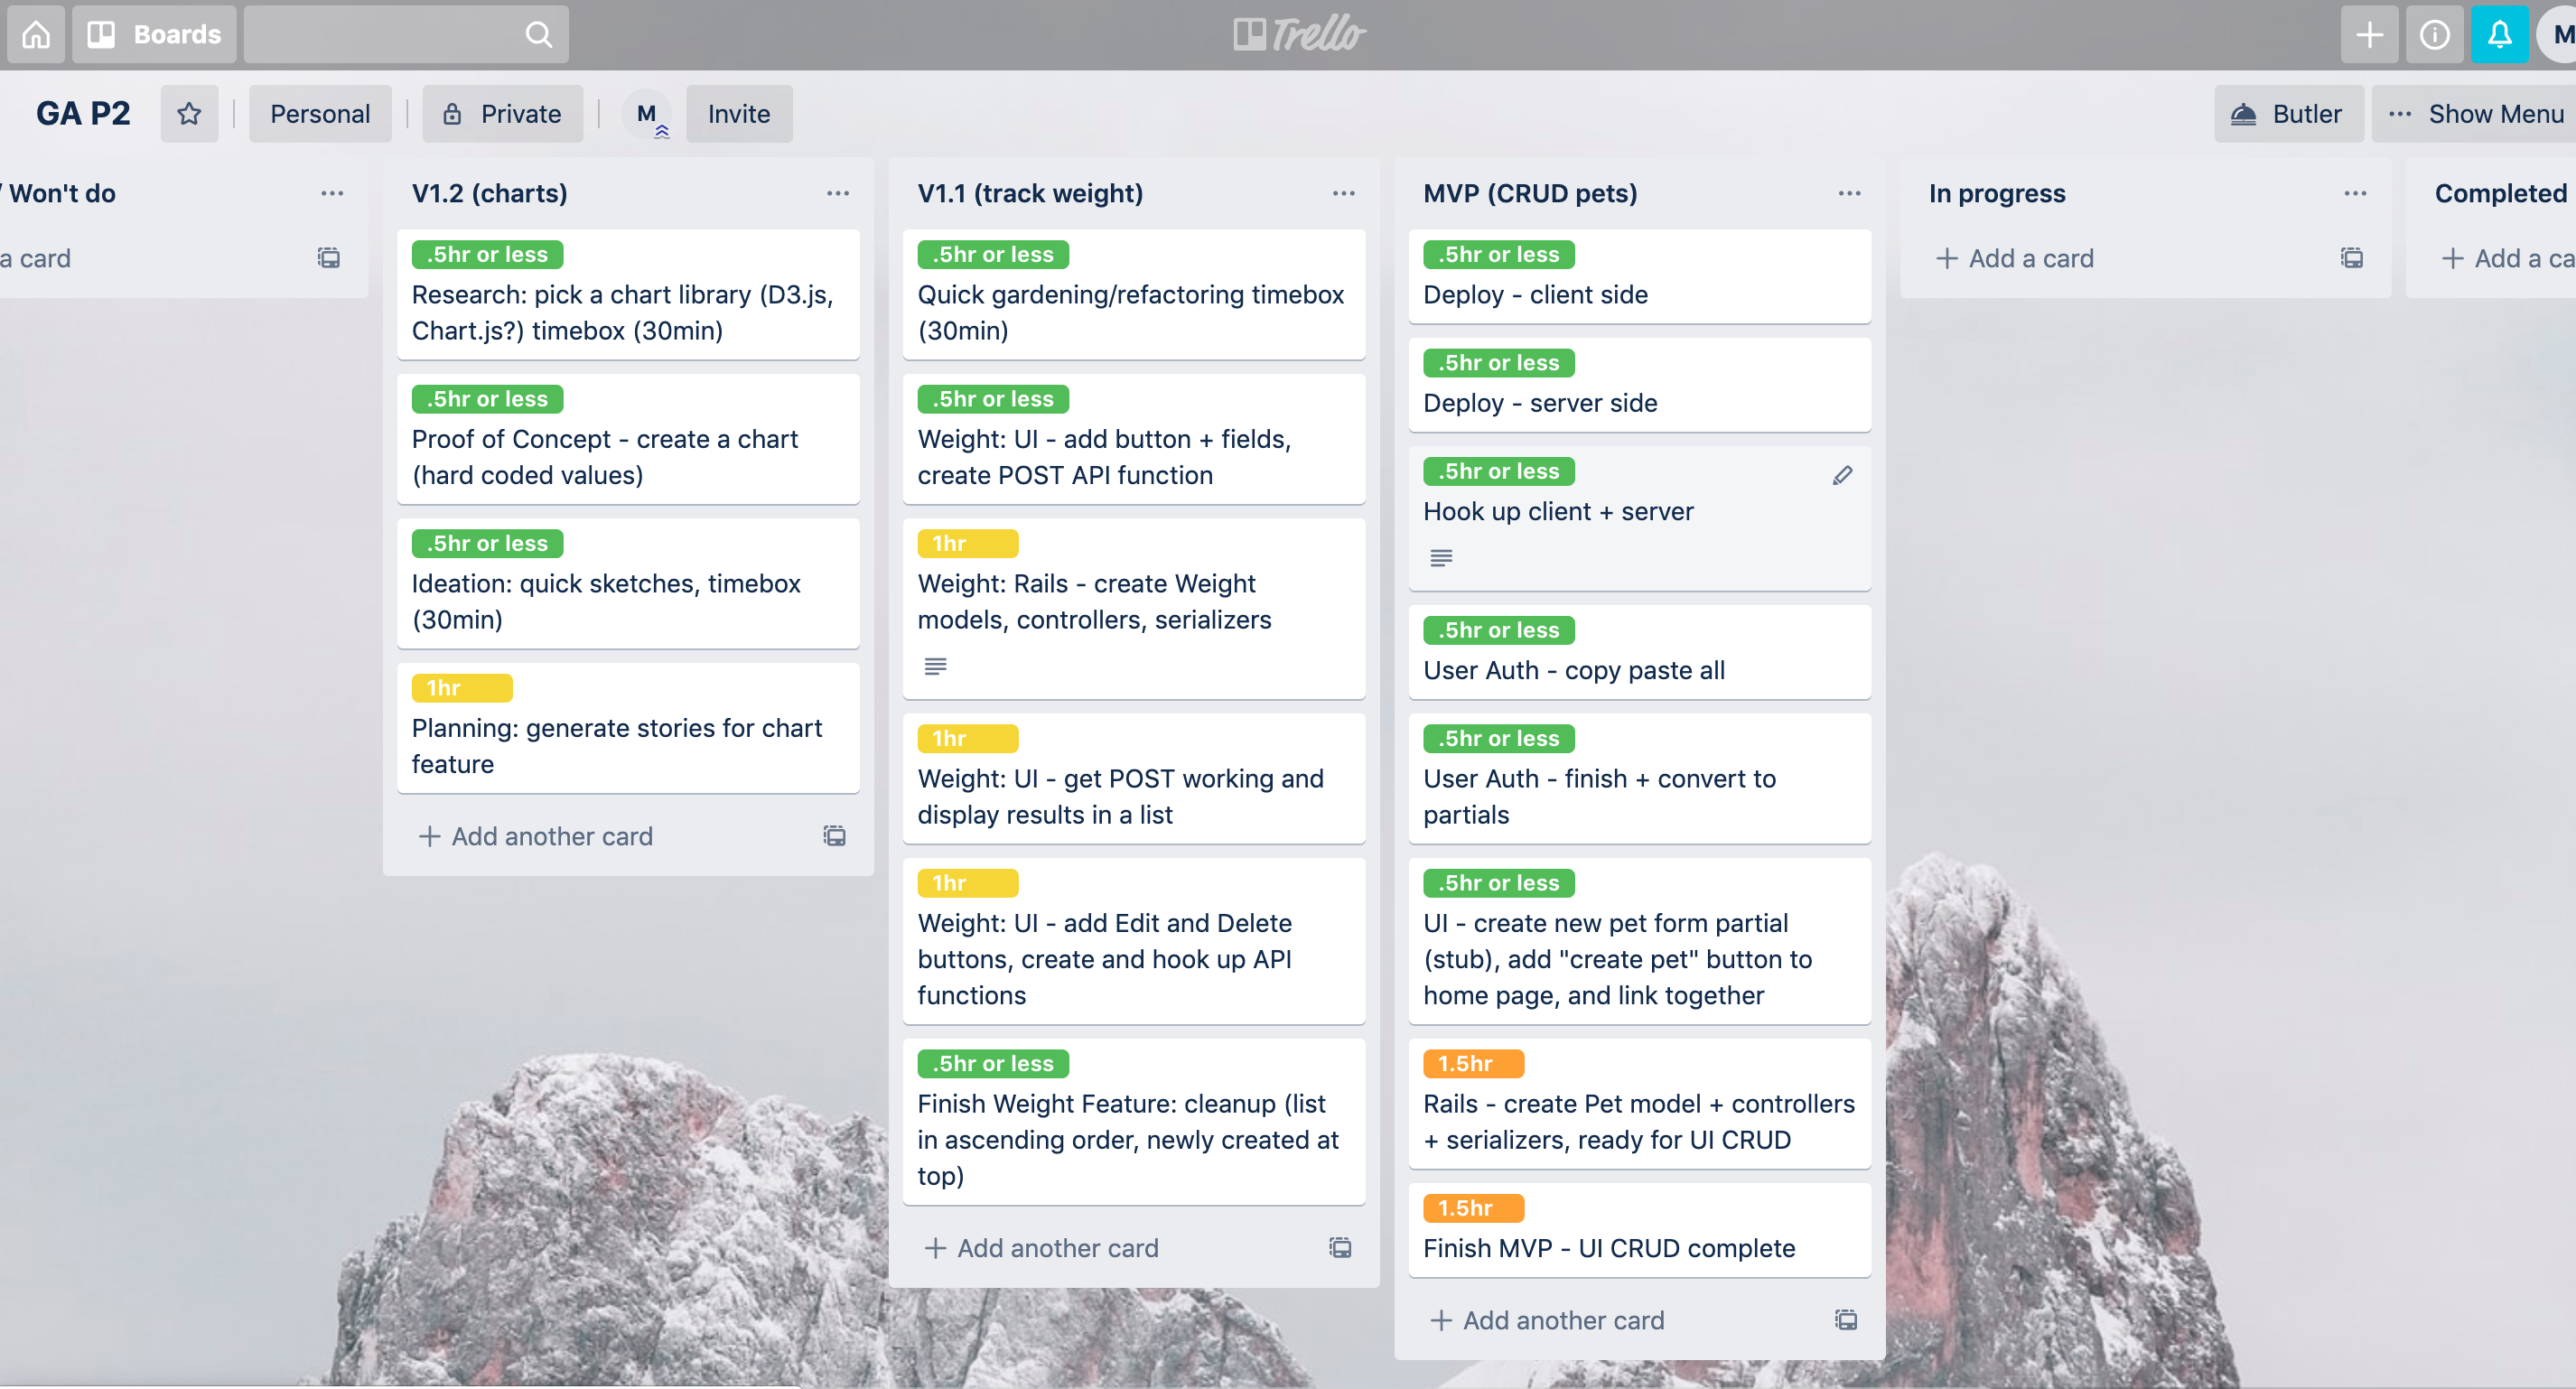 Boards
Trello
M
GA P2
Personal
Private
M
Invite
Butler
Show Menu
/ Won't do
a card
V1.2 (charts)
.5hr or less
Research: pick a chart library (D3.js,
Chart.js?) timebox (30min)
.5hr or less
Proof of Concept - create a chart
(hard coded values)
.5hr or less
Ideation: quick sketches, timebox
(30min)
1hr
Planning: generate stories for chart
feature
Add another card
V1.1 (track weight)
.5hr or less
Quick gardening/refactoring timebox
(30min)
.5hr or less
Weight: UI - add button + fields,
create POST API function
1hr
Weight: Rails - create Weight
models, controllers, serializers
1hr
Weight: UI - get POST working and
display results in a list
1hr
Weight: UI - add Edit and Delete
buttons, create and hook up API
functions
.5hr or less
Finish Weight Feature: cleanup (list
in ascending order, newly created at
top)
Add another card
MVP (CRUD pets)
.5hr or less
Deploy - client side
.5hr or less
Deploy - server side
.5hr or less
Hook up client + server
.5hr or less
User Auth - copy paste all
.5hr or less
User Auth - finish + convert to
partials
.5hr or less
UI - create new pet form partial
(stub), add "create pet" button to
home page, and link together
1.5hr
Rails - create Pet model + controllers
+ serializers, ready for UI CRUD
1.5hr
Finish MVP - UI CRUD complete
Add another card
In progress
Add a card
Completed
Add a ca